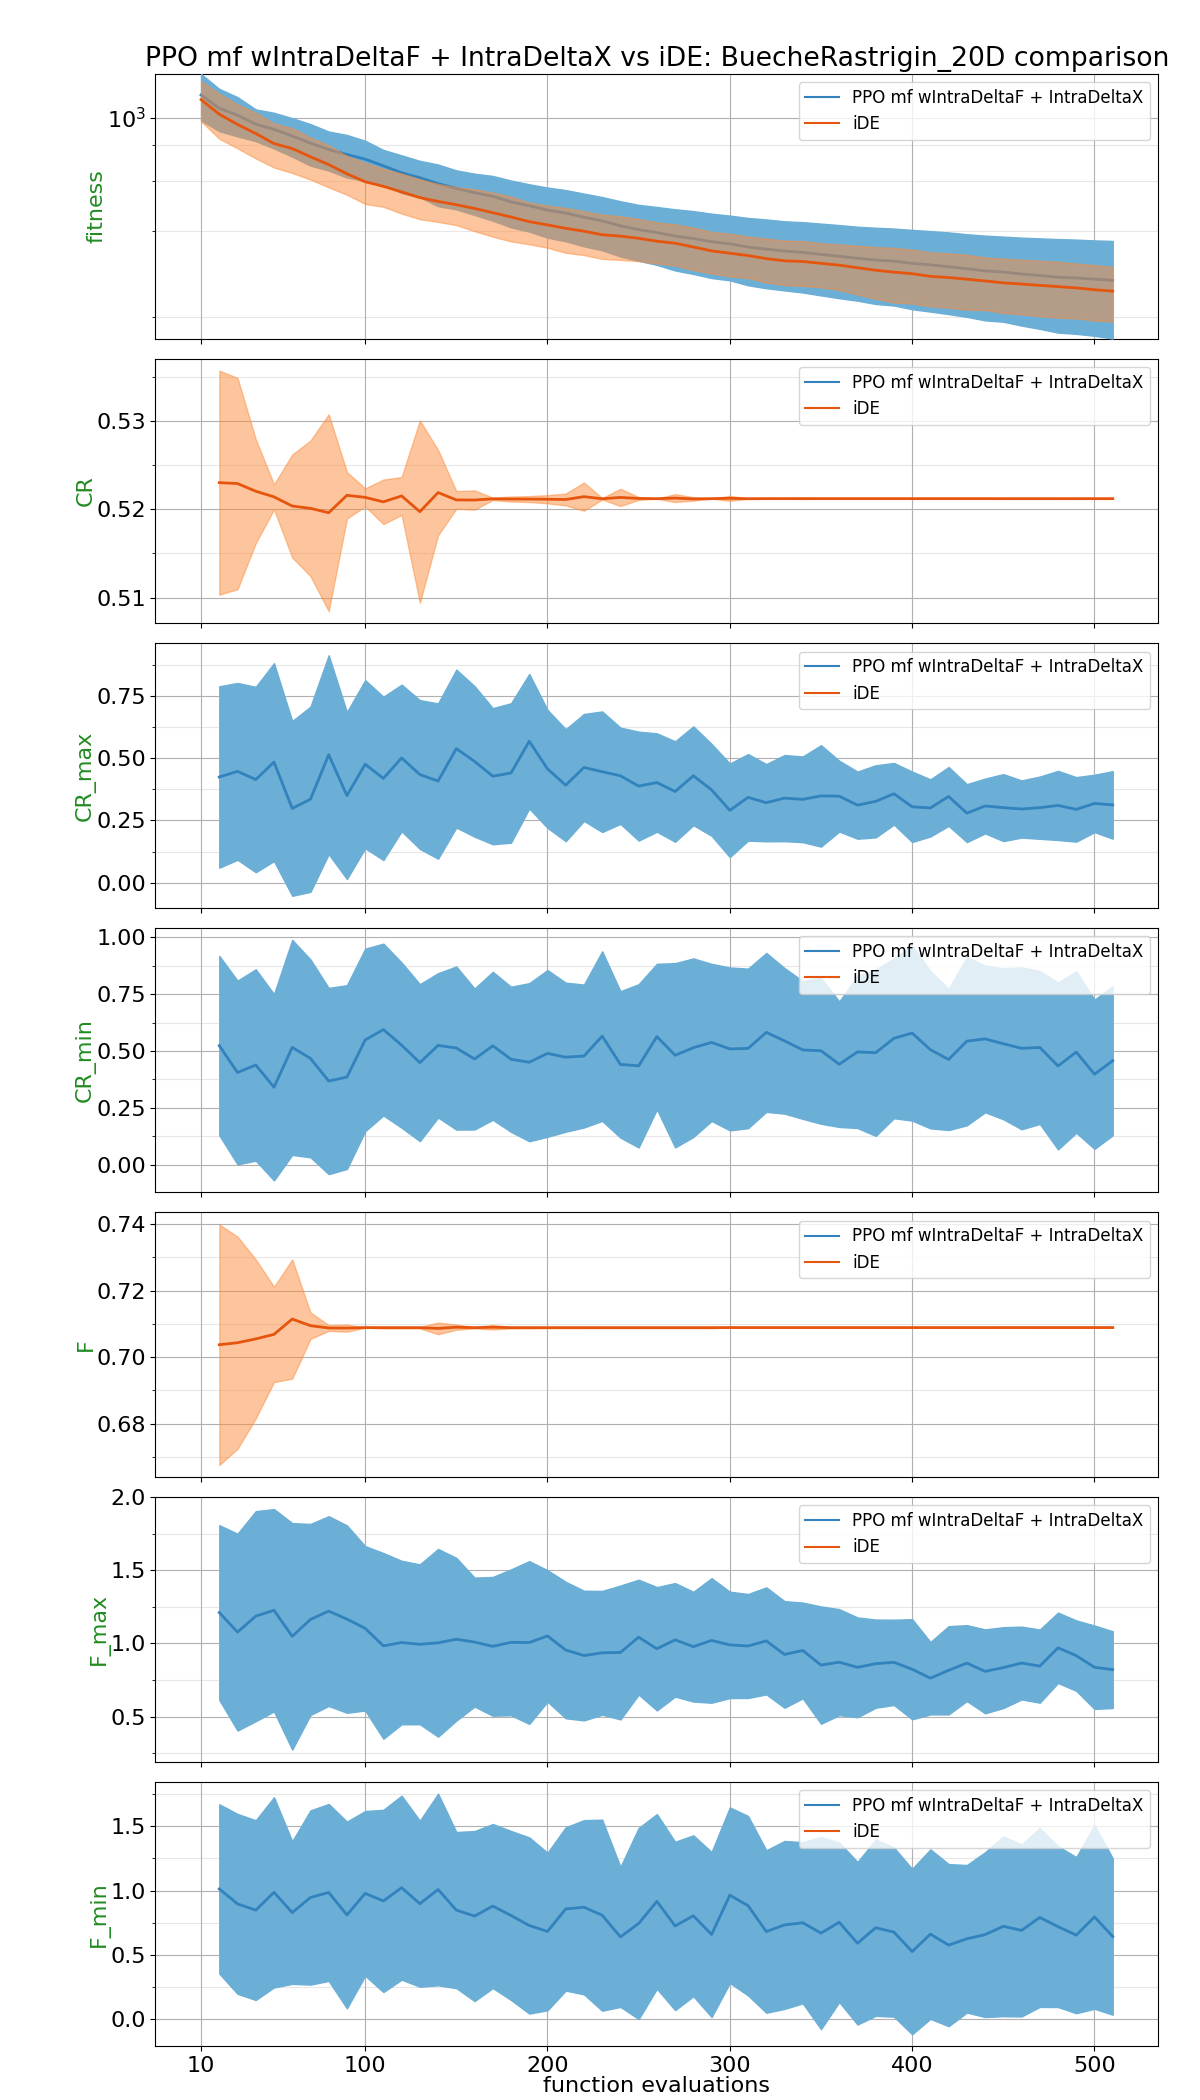 PPO mf wIntraDeltaF + IntraDeltaX vs iDE: BuecheRastrigin_20D comparison
PPO mf wIntraDeltaF + IntraDeltaX
iDE
10³
fitness
PPO mf wIntraDeltaF + IntraDeltaX
iDE
0.53
0.52
0.51
CR
PPO mf wIntraDeltaF + IntraDeltaX
iDE
0.75
0.50
0.25
0.00
CR_max
PPO mf wIntraDeltaF + IntraDeltaX
iDE
1.00
0.75
0.50
0.25
0.00
CR_min
PPO mf wIntraDeltaF + IntraDeltaX
iDE
0.74
0.72
0.70
0.68
F
PPO mf wIntraDeltaF + IntraDeltaX
iDE
2.0
1.5
1.0
0.5
F_max
PPO mf wIntraDeltaF + IntraDeltaX
iDE
1.5
1.0
0.5
0.0
F_min
10 100 200 300 400 500
function evaluations